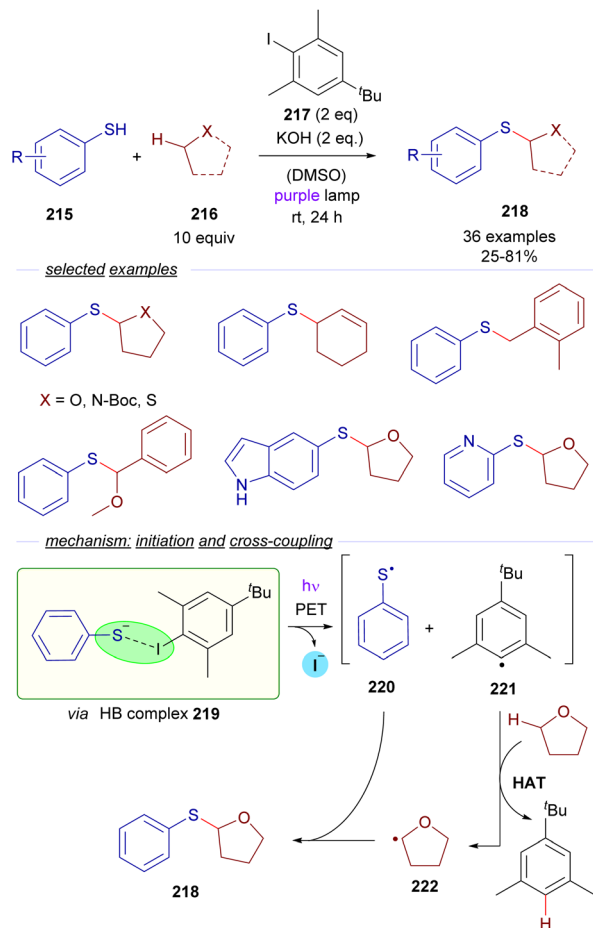 I
tBu
217 (2 eq)
KOH (2 eq.)
(DMSO)
purple lamp
rt, 24 h
R
SH
215
+
H
X
216
10 equiv
R
S
X
218
36 examples
25-81%
selected examples
S
X
X = O, N-Boc, S
S
S
S
O
N
H
S
O
N
S
O
mechanism: initiation and cross-coupling
S
–
I
tBu
via HB complex 219
hν
PET
I–
S•
220
+
tBu
•
221
H
O
HAT
tBu
H
•
O
222
S
O
218